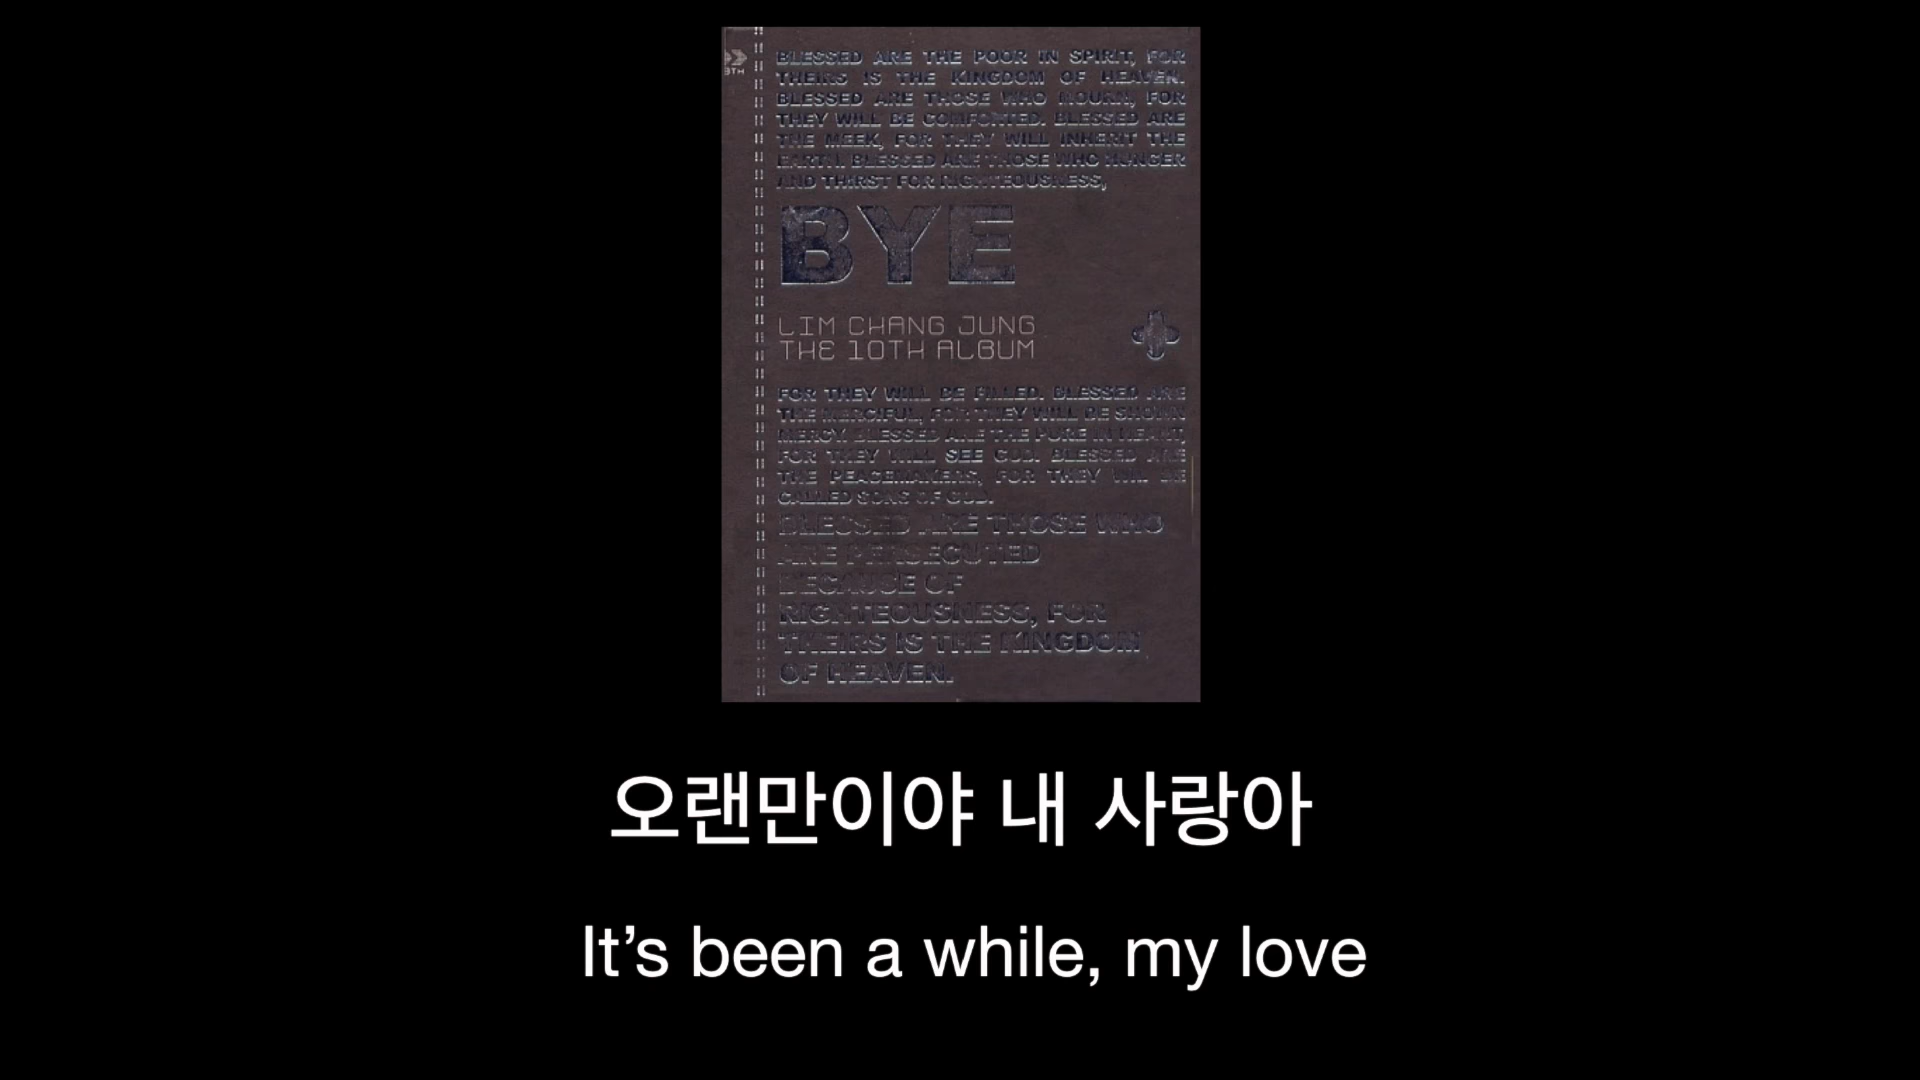 8TH
BLESSED ARE THE POOR IN SPIRIT, FOR
THEIRS IS THE KINGDOM OF HEAVEN.
BLESSED ARE THOSE WHO MOURN, FOR
THEY WILL BE COMFORTED. BLESSED ARE
THE MEEK, FOR THEY WILL INHERIT THE
EARTH. BLESSED ARE THOSE WHO HUNGER
AND THIRST FOR RIGHTEOUSNESS,
BYE
LIM CHANG JUNG
THE 10TH ALBUM
FOR THEY WILL BE FILLED. BLESSED ARE
THE MERCIFUL, FOR THEY WILL BE SHOWN
MERCY. BLESSED ARE THE PURE IN HEART,
FOR THEY WILL SEE GOD. BLESSED ARE
THE PEACEMAKERS, FOR THEY WILL BE
CALLED SONS OF GOD.
BLESSED ARE THOSE WHO
ARE PERSECUTED
BECAUSE OF
RIGHTEOUSNESS, FOR
THEIRS IS THE KINGDOM
OF HEAVEN.
오랜만이야 내 사랑아
It’s been a while, my love